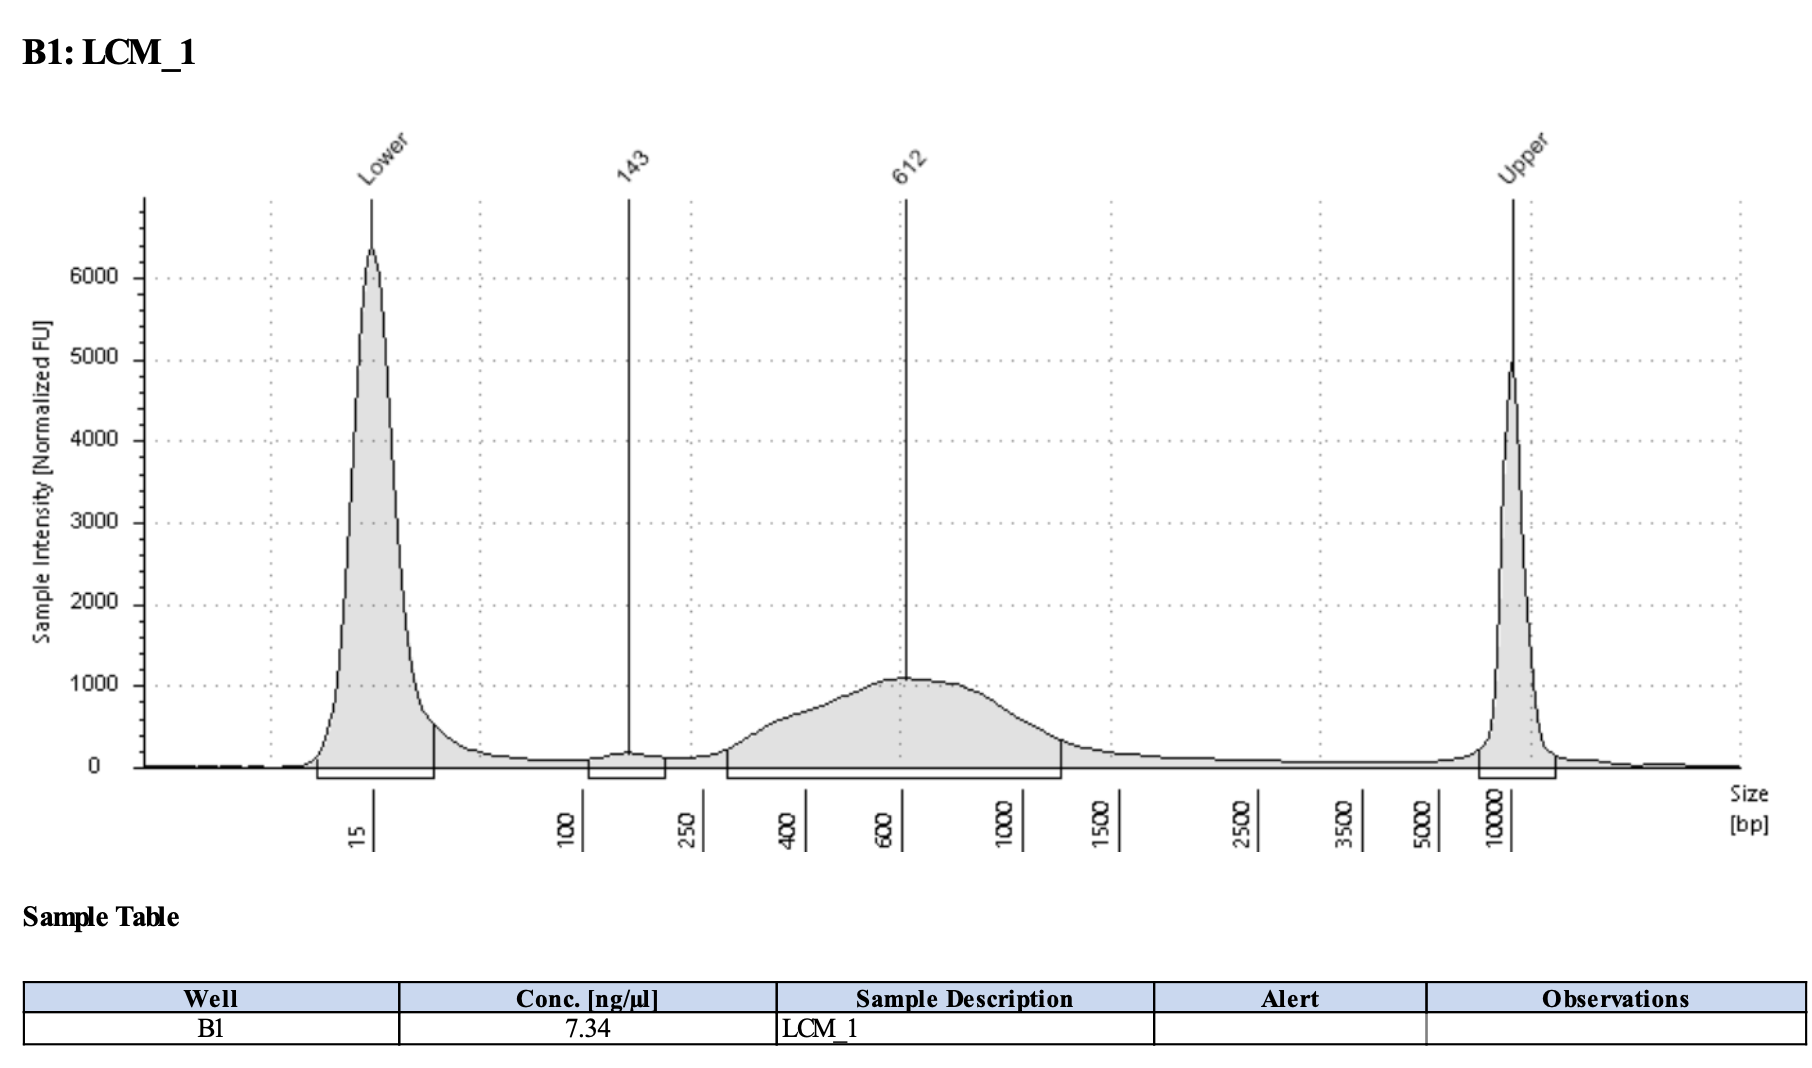 B1: LCM_1
Lower
143
612
Upper
Sample Intensity [Normalized FU]
6000
5000
4000
3000
2000
1000
0
15
100
250
400
600
1000
1500
2500
3500
5000
10000
Size
[bp]
Sample Table
Well Conc. [ng/µl] Sample Description Alert Observations
B1 7.34 LCM_1